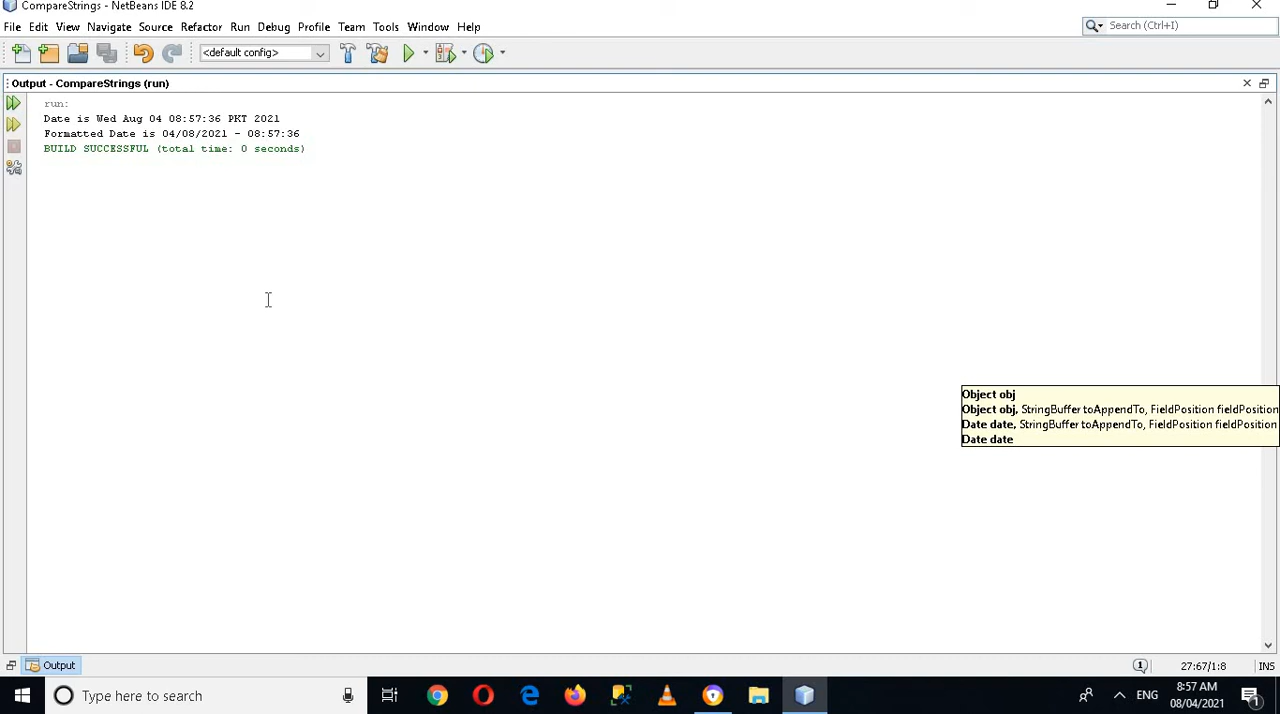 CompareStrings - NetBeans IDE 8.2
File Edit View Navigate Source Refactor Run Debug Profile Team Tools Window Help
Search (Ctrl+I)
<default config>
Output - CompareStrings (run)
run:
Date is Wed Aug 04 08:57:36 PKT 2021
Formatted Date is 04/08/2021 - 08:57:36
BUILD SUCCESSFUL (total time: 0 seconds)
Object obj
Object obj, StringBuffer toAppendTo, FieldPosition fieldPosition
Date date, StringBuffer toAppendTo, FieldPosition fieldPosition
Date date
Output
1
27:67/1:8 INS
Type here to search
ENG
8:57 AM
08/04/2021
1